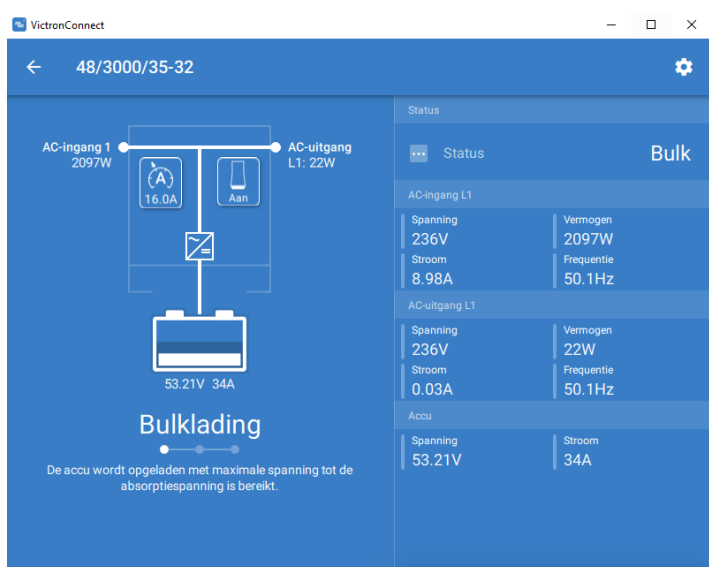 VictronConnect
48/3000/35-32
AC-ingang 1
2097W
AC-uitgang
L1: 22W
A
16.0A
Aan
53.21V 34A
Bulklading
De accu wordt opgeladen met maximale spanning tot de
absorptiespanning is bereikt.
Status
Status Bulk
AC-ingang L1
Spanning Vermogen
236V 2097W
Stroom Frequentie
8.98A 50.1Hz
AC-uitgang L1
Spanning Vermogen
236V 22W
Stroom Frequentie
0.03A 50.1Hz
Accu
Spanning Stroom
53.21V 34A